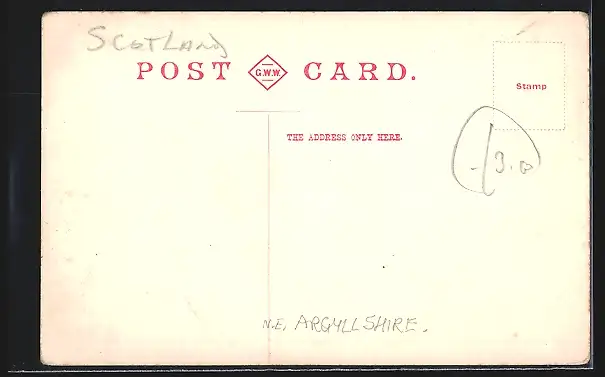 SCOTLAND
POST G.W.W. CARD.
Stamp
THE ADDRESS ONLY HERE.
N.E. ARGYLLSHIRE.